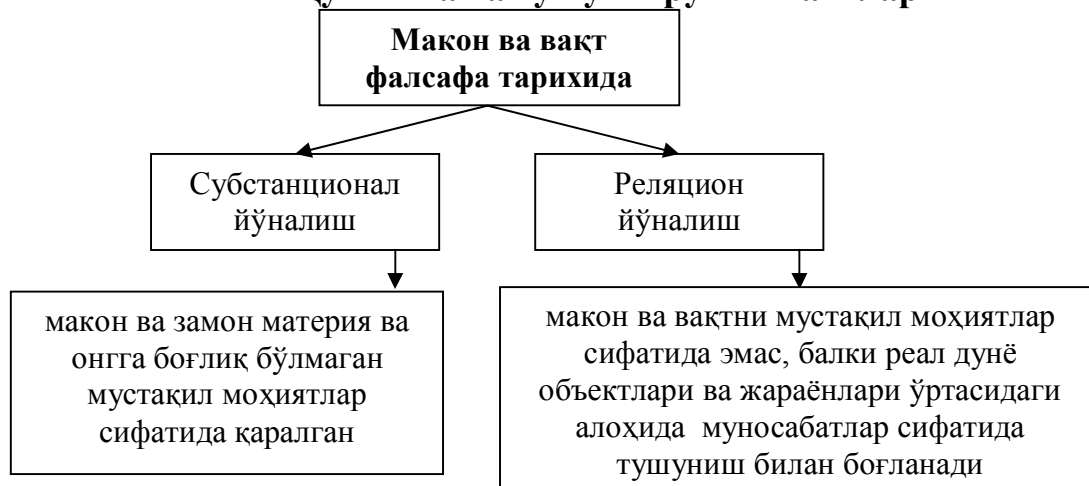 Макон ва вақт
фалсафа тарихида
Субстанционал
йўналиш
Реляцион
йўналиш
макон ва замон материя ва
онгга боғлиқ бўлмаган
мустақил моҳиятлар
сифатида қаралган
макон ва вақтни мустақил моҳиятлар
сифатида эмас, балки реал дунё
объектлари ва жараёнлари ўртасидаги
алоҳида муносабатлар сифатида
тушуниш билан боғланади